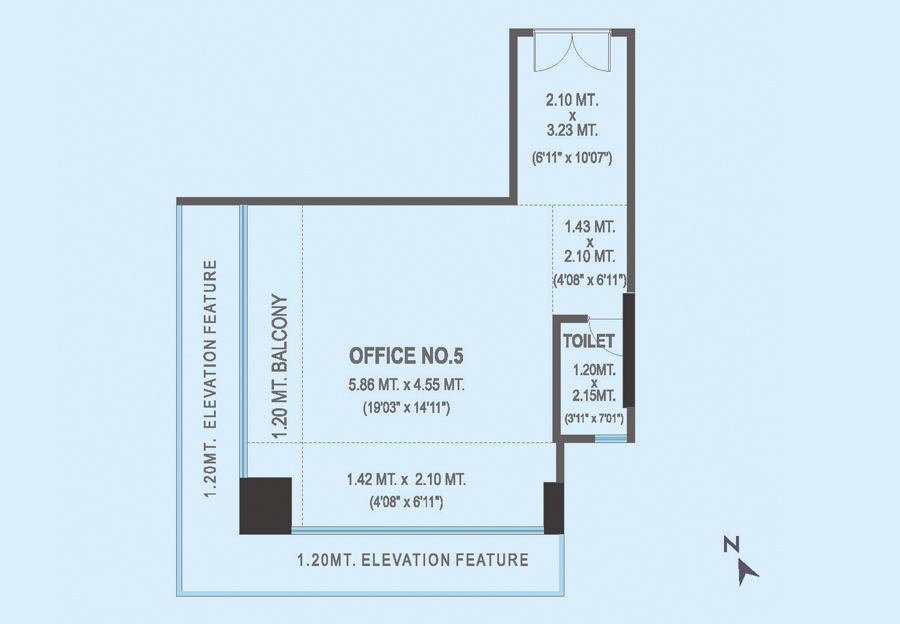 2.10 MT.
x
3.23 MT.
(6'11" x 10'07")
1.43 MT.
x
2.10 MT.
(4'08" x 6'11")
1.20MT. ELEVATION FEATURE
1.20 MT. BALCONY
OFFICE NO.5
5.86 MT. x 4.55 MT.
(19'03" x 14'11")
TOILET
1.20MT.
x
2.15MT.
(3'11" x 7'01")
1.42 MT. x 2.10 MT.
(4'08" x 6'11")
1.20MT. ELEVATION FEATURE
N